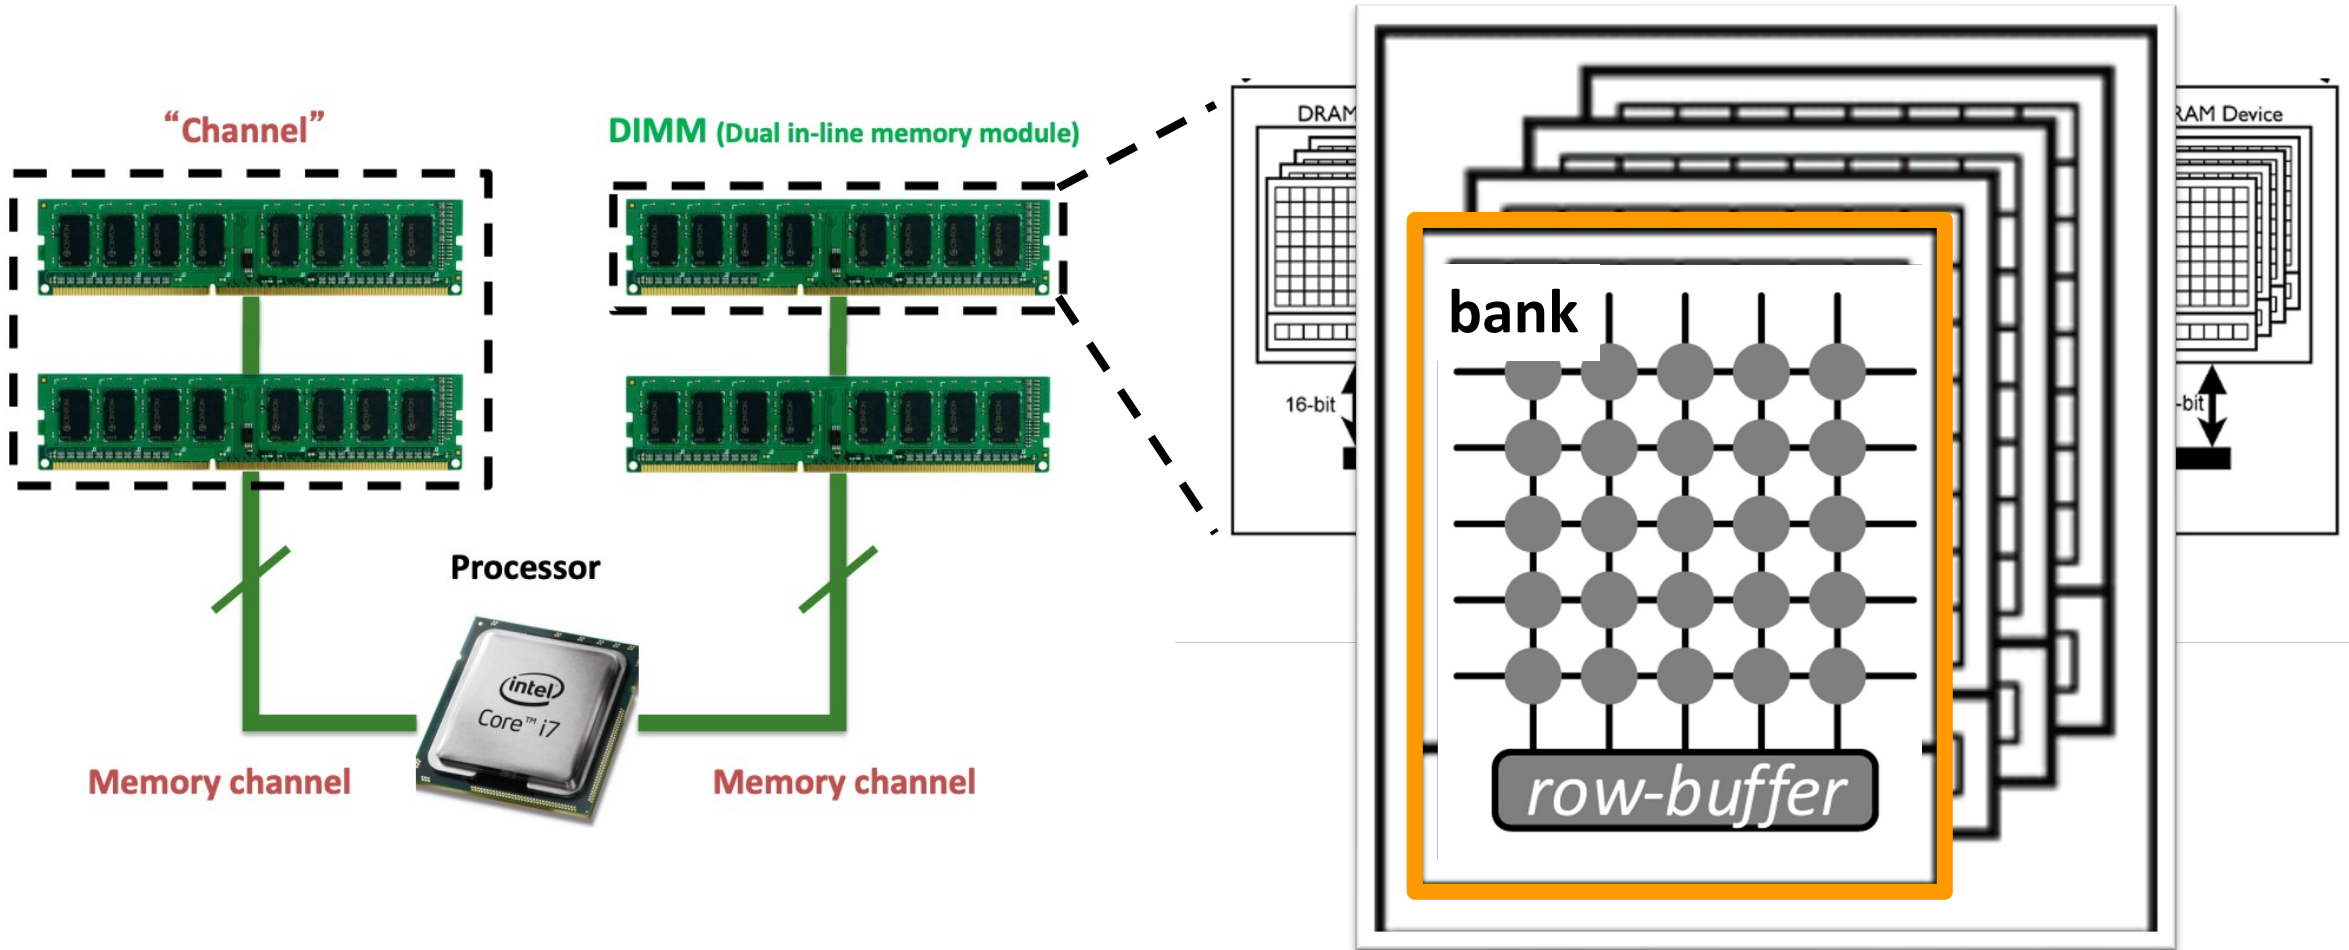 “Channel”
DIMM (Dual in-line memory module)
Processor
intel
Core™ i7
Memory channel
Memory channel
DRAM
RAM Device
16-bit
-bit
bank
row-buffer